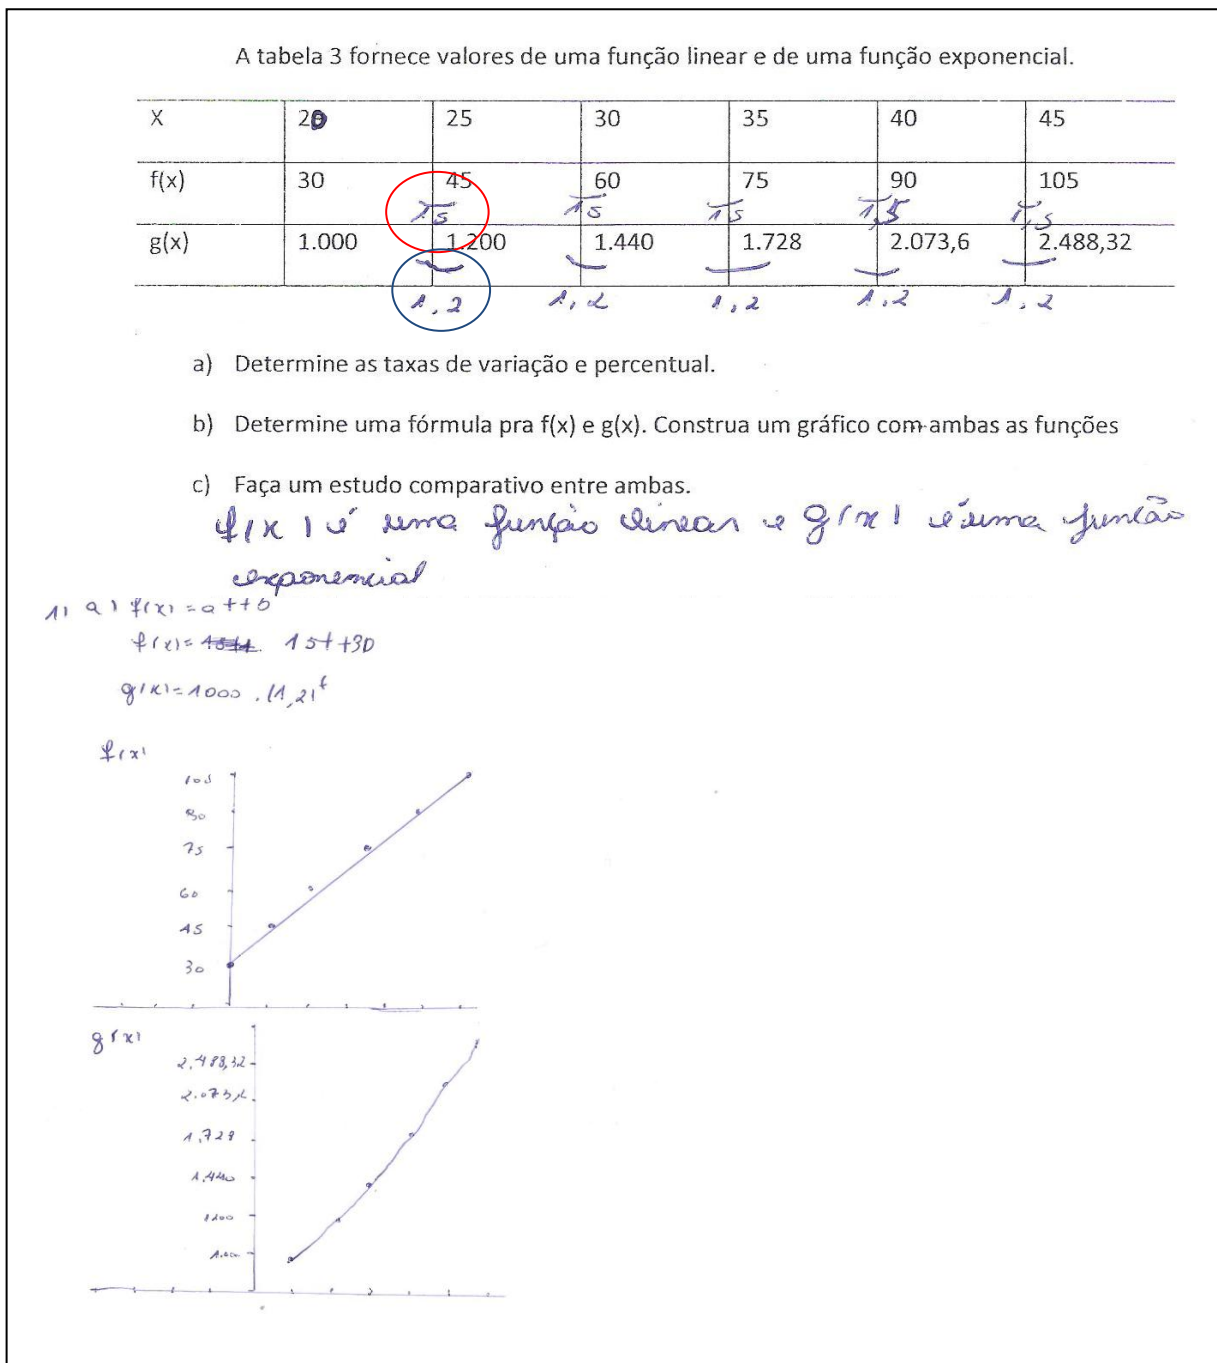 A tabela 3 fornece valores de uma função linear e de uma função exponencial.
X 20 25 30 35 40 45
f(x) 30 45 60 75 90 105
15 15 15 1,5 1,5
g(x) 1.000 1.200 1.440 1.728 2.073,6 2.488,32
1,2 1,2 1,2 1,2 1,2
a) Determine as taxas de variação e percentual.
b) Determine uma fórmula pra f(x) e g(x). Construa um gráfico com ambas as funções
c) Faça um estudo comparativo entre ambas.
f(x) é uma função linear e g(x) é uma função
exponencial
1) a) f(x) = at+b
f(x) = 15t+30
g(x) = 1000 . (1,2)^t
f(x)
105
90
75
60
45
30
g(x)
2.488,32
2.073,6
1.728
1.440
1200
1.000